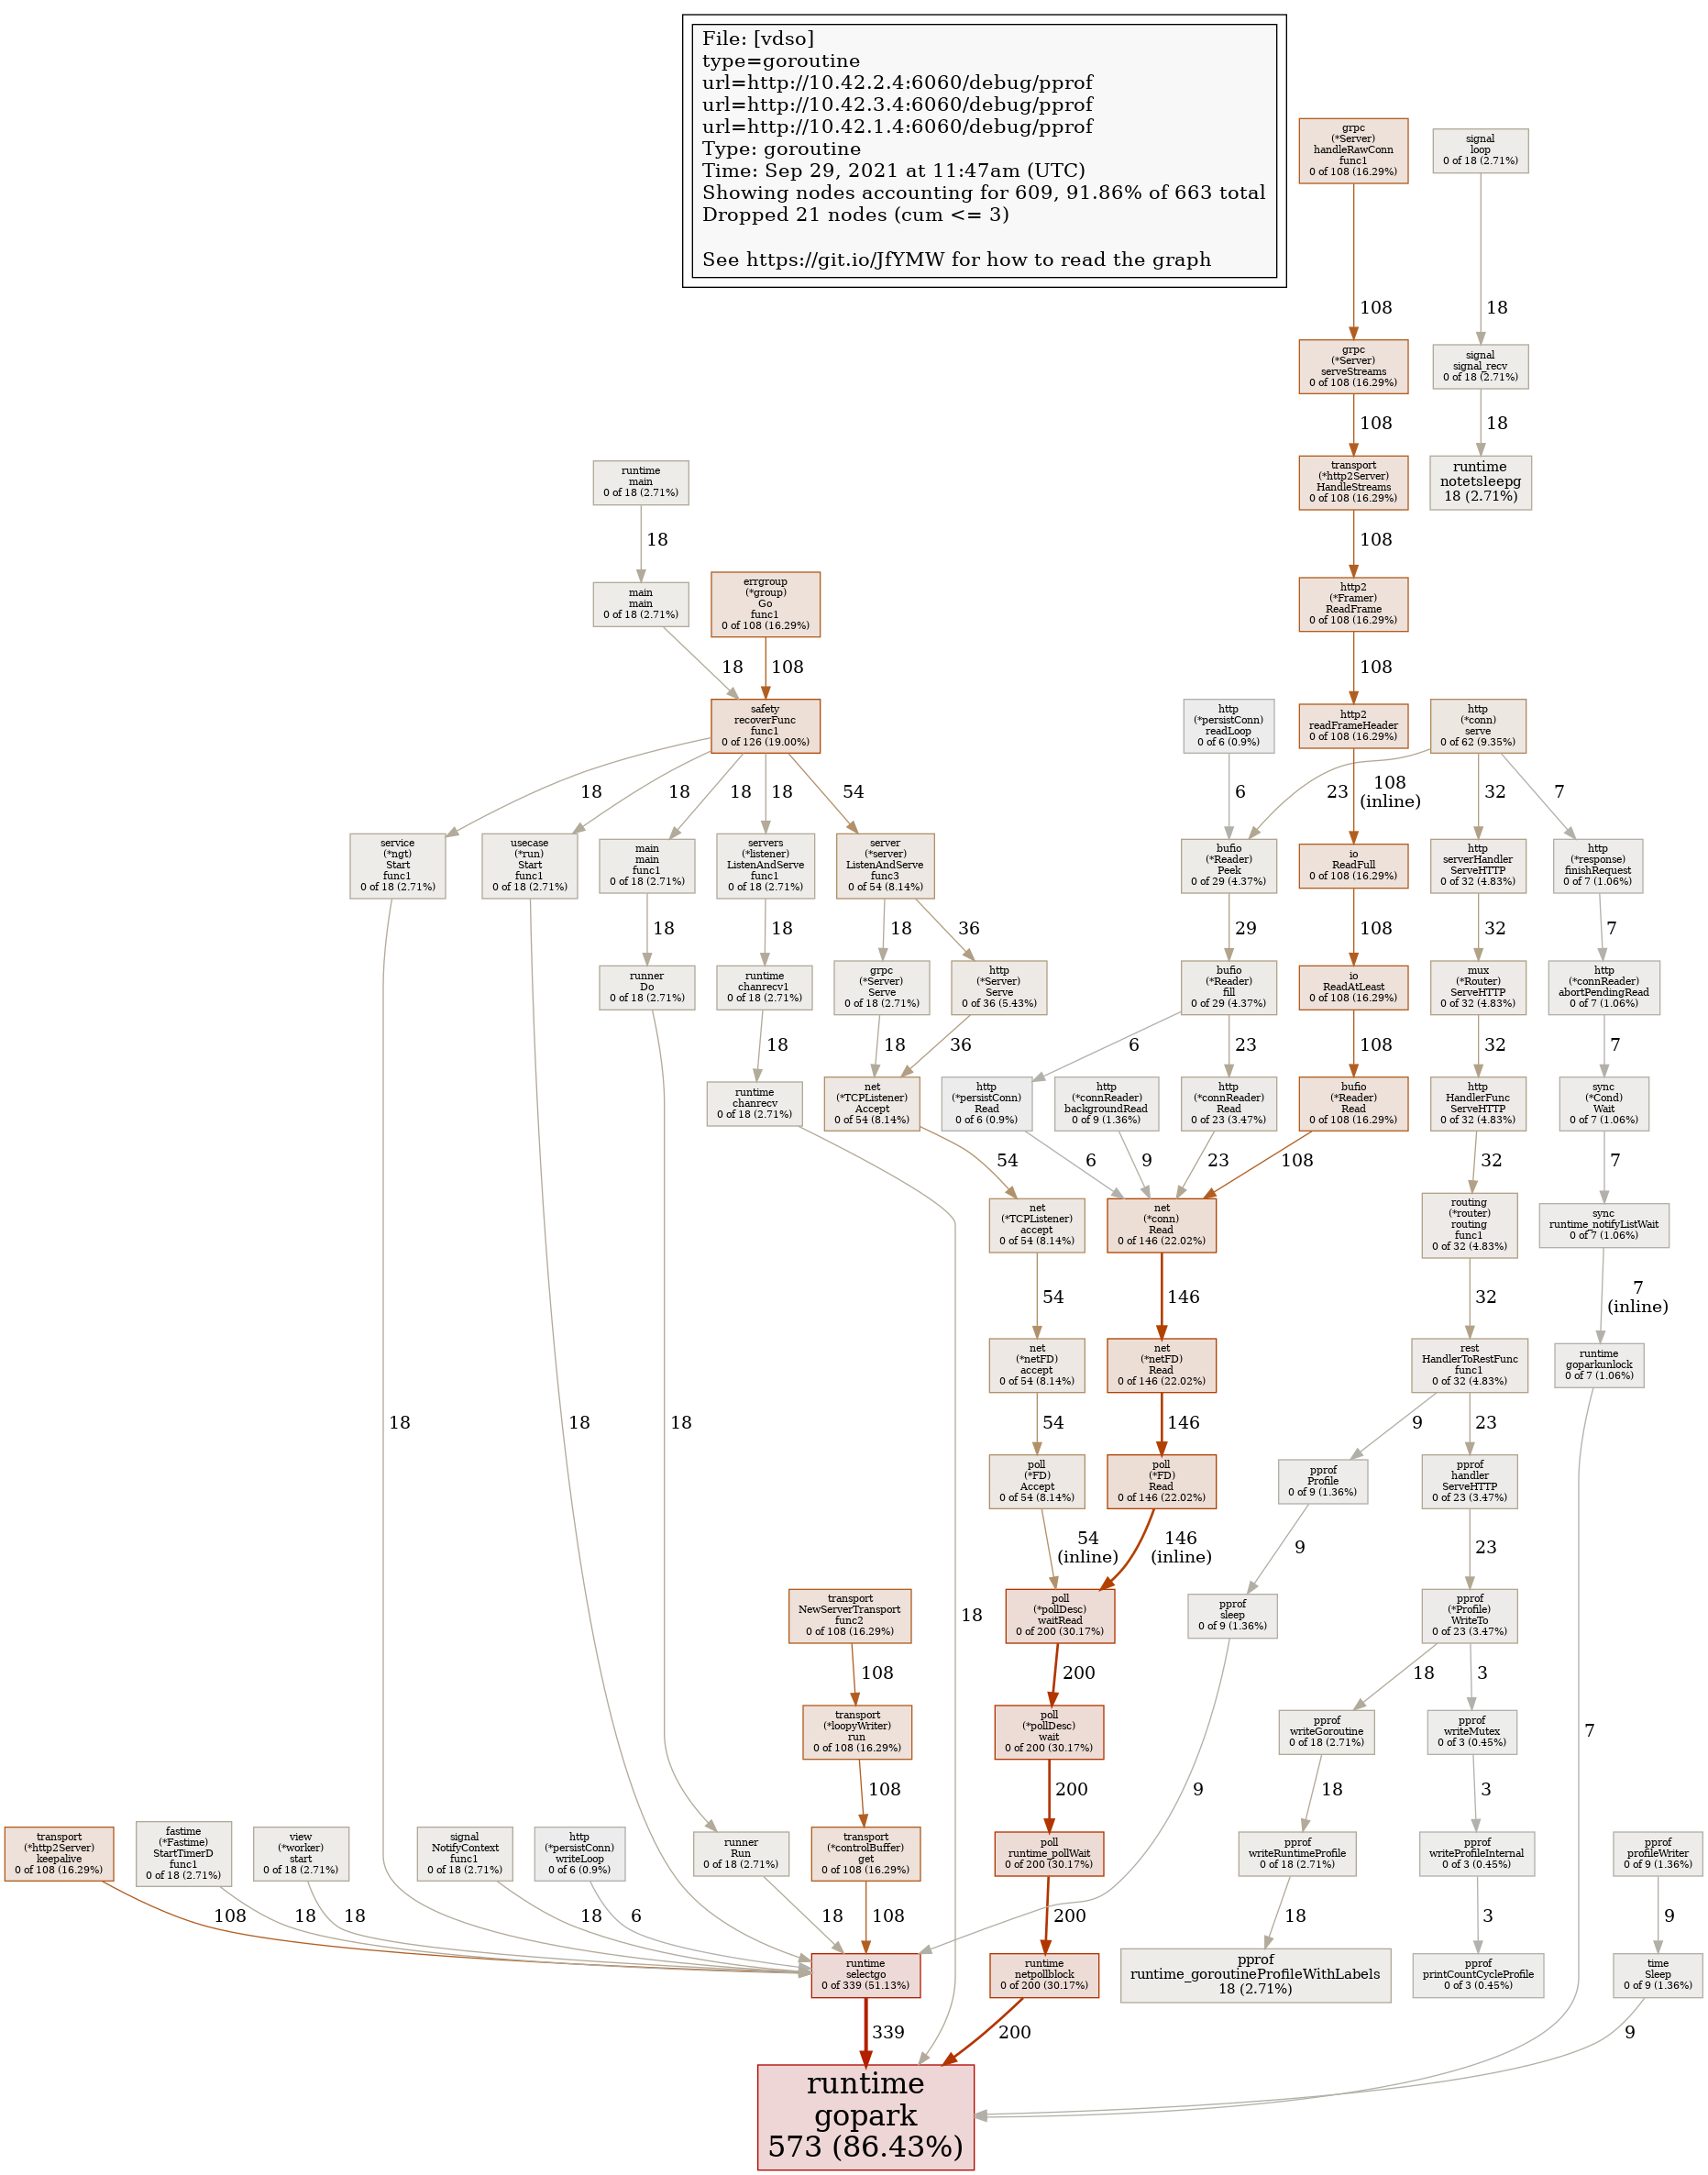 File: [vdso]
type=goroutine
url=http://10.42.2.4:6060/debug/pprof
url=http://10.42.3.4:6060/debug/pprof
url=http://10.42.1.4:6060/debug/pprof
Type: goroutine
Time: Sep 29, 2021 at 11:47am (UTC)
Showing nodes accounting for 609, 91.86% of 663 total
Dropped 21 nodes (cum <= 3)
See https://git.io/JfYMW for how to read the graph
grpc
(*Server)
handleRawConn
func1
0 of 108 (16.29%)
signal
loop
0 of 18 (2.71%)
108
18
grpc
(*Server)
serveStreams
0 of 108 (16.29%)
signal
signal_recv
0 of 18 (2.71%)
108
18
runtime
main
0 of 18 (2.71%)
transport
(*http2Server)
HandleStreams
0 of 108 (16.29%)
runtime
notetsleepg
18 (2.71%)
18
108
main
main
0 of 18 (2.71%)
errgroup
(*group)
Go
func1
0 of 108 (16.29%)
http2
(*Framer)
ReadFrame
0 of 108 (16.29%)
18
108
108
safety
recoverFunc
func1
0 of 126 (19.00%)
http
(*persistConn)
readLoop
0 of 6 (0.9%)
http2
readFrameHeader
0 of 108 (16.29%)
http
(*conn)
serve
0 of 62 (9.35%)
18
18
18
18
54
6
23
108
(inline)
32
7
service
(*ngt)
Start
func1
0 of 18 (2.71%)
usecase
(*run)
Start
func1
0 of 18 (2.71%)
main
main
func1
0 of 18 (2.71%)
servers
(*listener)
ListenAndServe
func1
0 of 18 (2.71%)
server
(*server)
ListenAndServe
func3
0 of 54 (8.14%)
bufio
(*Reader)
Peek
0 of 29 (4.37%)
io
ReadFull
0 of 108 (16.29%)
http
serverHandler
ServeHTTP
0 of 32 (4.83%)
http
(*response)
finishRequest
0 of 7 (1.06%)
18
18
18
36
29
108
32
7
runner
Do
0 of 18 (2.71%)
runtime
chanrecv1
0 of 18 (2.71%)
grpc
(*Server)
Serve
0 of 18 (2.71%)
http
(*Server)
Serve
0 of 36 (5.43%)
bufio
(*Reader)
fill
0 of 29 (4.37%)
io
ReadAtLeast
0 of 108 (16.29%)
mux
(*Router)
ServeHTTP
0 of 32 (4.83%)
http
(*connReader)
abortPendingRead
0 of 7 (1.06%)
18
18
36
6
23
108
32
7
runtime
chanrecv
0 of 18 (2.71%)
net
(*TCPListener)
Accept
0 of 54 (8.14%)
http
(*persistConn)
Read
0 of 6 (0.9%)
http
(*connReader)
backgroundRead
0 of 9 (1.36%)
http
(*connReader)
Read
0 of 23 (3.47%)
bufio
(*Reader)
Read
0 of 108 (16.29%)
http
HandlerFunc
ServeHTTP
0 of 32 (4.83%)
sync
(*Cond)
Wait
0 of 7 (1.06%)
54
6
9
23
108
32
7
net
(*TCPListener)
accept
0 of 54 (8.14%)
net
(*conn)
Read
0 of 146 (22.02%)
routing
(*router)
routing
func1
0 of 32 (4.83%)
sync
runtime_notifyListWait
0 of 7 (1.06%)
54
146
32
7
(inline)
net
(*netFD)
accept
0 of 54 (8.14%)
net
(*netFD)
Read
0 of 146 (22.02%)
rest
HandlerToRestFunc
func1
0 of 32 (4.83%)
runtime
goparkunlock
0 of 7 (1.06%)
18
18
18
54
146
9
23
poll
(*FD)
Accept
0 of 54 (8.14%)
poll
(*FD)
Read
0 of 146 (22.02%)
pprof
Profile
0 of 9 (1.36%)
pprof
handler
ServeHTTP
0 of 23 (3.47%)
54
(inline)
146
(inline)
9
23
transport
NewServerTransport
func2
0 of 108 (16.29%)
18
poll
(*pollDesc)
waitRead
0 of 200 (30.17%)
pprof
sleep
0 of 9 (1.36%)
pprof
(*Profile)
WriteTo
0 of 23 (3.47%)
108
200
18
3
transport
(*loopyWriter)
run
0 of 108 (16.29%)
poll
(*pollDesc)
wait
0 of 200 (30.17%)
pprof
writeGoroutine
0 of 18 (2.71%)
pprof
writeMutex
0 of 3 (0.45%)
7
108
200
9
18
3
transport
(*http2Server)
keepalive
0 of 108 (16.29%)
fastime
(*Fastime)
StartTimerD
func1
0 of 18 (2.71%)
view
(*worker)
start
0 of 18 (2.71%)
signal
NotifyContext
func1
0 of 18 (2.71%)
http
(*persistConn)
writeLoop
0 of 6 (0.9%)
runner
Run
0 of 18 (2.71%)
transport
(*controlBuffer)
get
0 of 108 (16.29%)
poll
runtime_pollWait
0 of 200 (30.17%)
pprof
writeRuntimeProfile
0 of 18 (2.71%)
pprof
writeProfileInternal
0 of 3 (0.45%)
pprof
profileWriter
0 of 9 (1.36%)
108
18
18
18
6
18
108
200
18
3
9
runtime
selectgo
0 of 339 (51.13%)
runtime
netpollblock
0 of 200 (30.17%)
pprof
runtime_goroutineProfileWithLabels
18 (2.71%)
pprof
printCountCycleProfile
0 of 3 (0.45%)
time
Sleep
0 of 9 (1.36%)
339
200
9
runtime
gopark
573 (86.43%)